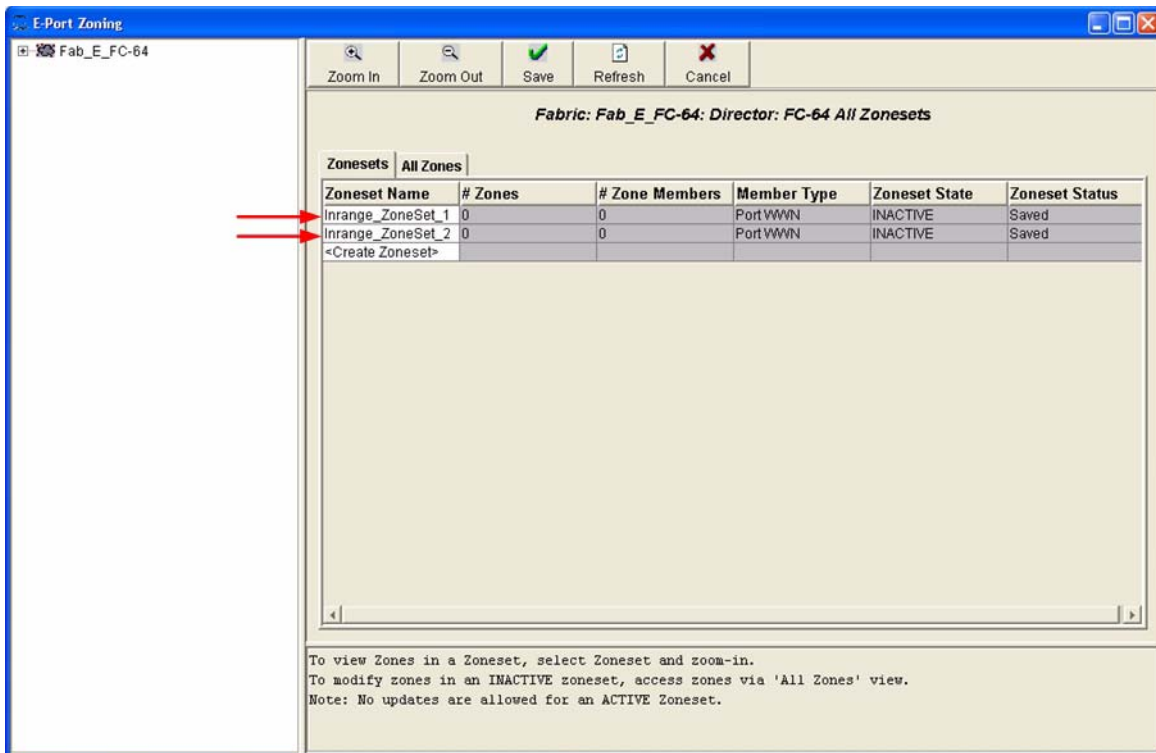 E-Port Zoning
Fab_E_FC-64
Zoom In Zoom Out Save Refresh Cancel
Fabric: Fab_E_FC-64: Director: FC-64 All Zonesets
Zonesets All Zones
Zoneset Name # Zones # Zone Members Member Type Zoneset State Zoneset Status
Inrange_ZoneSet_1 0 0 Port WWN INACTIVE Saved
Inrange_ZoneSet_2 0 0 Port WWN INACTIVE Saved
<Create Zoneset>
To view Zones in a Zoneset, select Zoneset and zoom-in.
To modify zones in an INACTIVE zoneset, access zones via 'All Zones' view.
Note: No updates are allowed for an ACTIVE Zoneset.